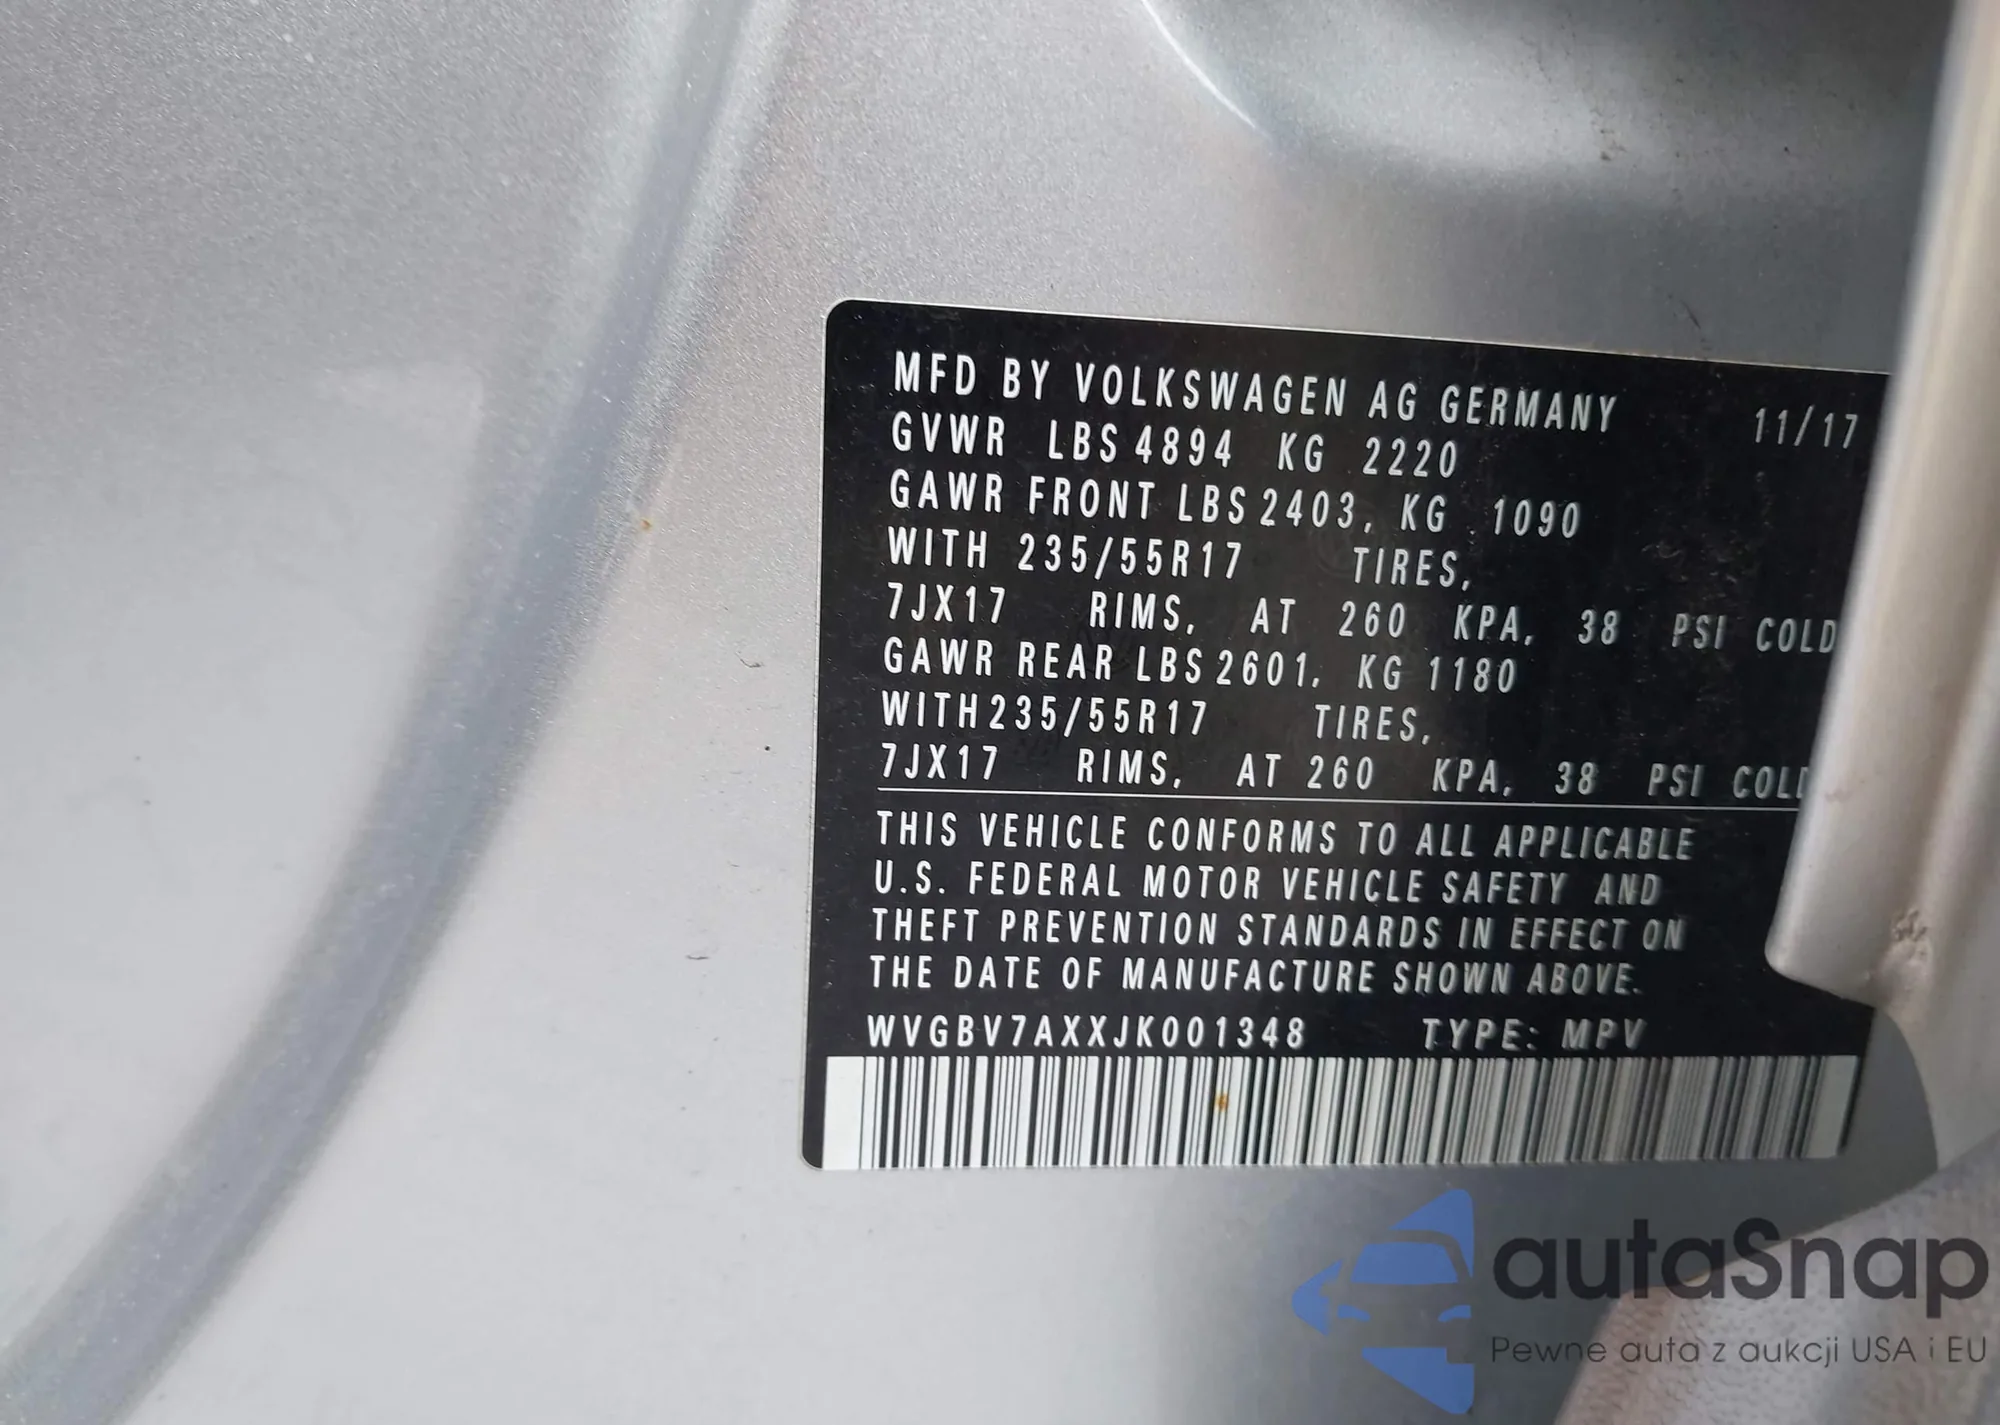 MFD BY VOLKSWAGEN AG GERMANY 11/17
GVWR LBS 4894 KG 2220
GAWR FRONT LBS 2403, KG 1090
WITH 235/55R17 TIRES,
7JX17 RIMS, AT 260 KPA, 38 PSI COLD
GAWR REAR LBS 2601, KG 1180
WITH 235/55R17 TIRES,
7JX17 RIMS, AT 260 KPA, 38 PSI COLD
THIS VEHICLE CONFORMS TO ALL APPLICABLE
U.S. FEDERAL MOTOR VEHICLE SAFETY AND
THEFT PREVENTION STANDARDS IN EFFECT ON
THE DATE OF MANUFACTURE SHOWN ABOVE.
WVGBV7AXXJK001348 TYPE: MPV
autaSnap
Pewne auta z aukcji USA i EU